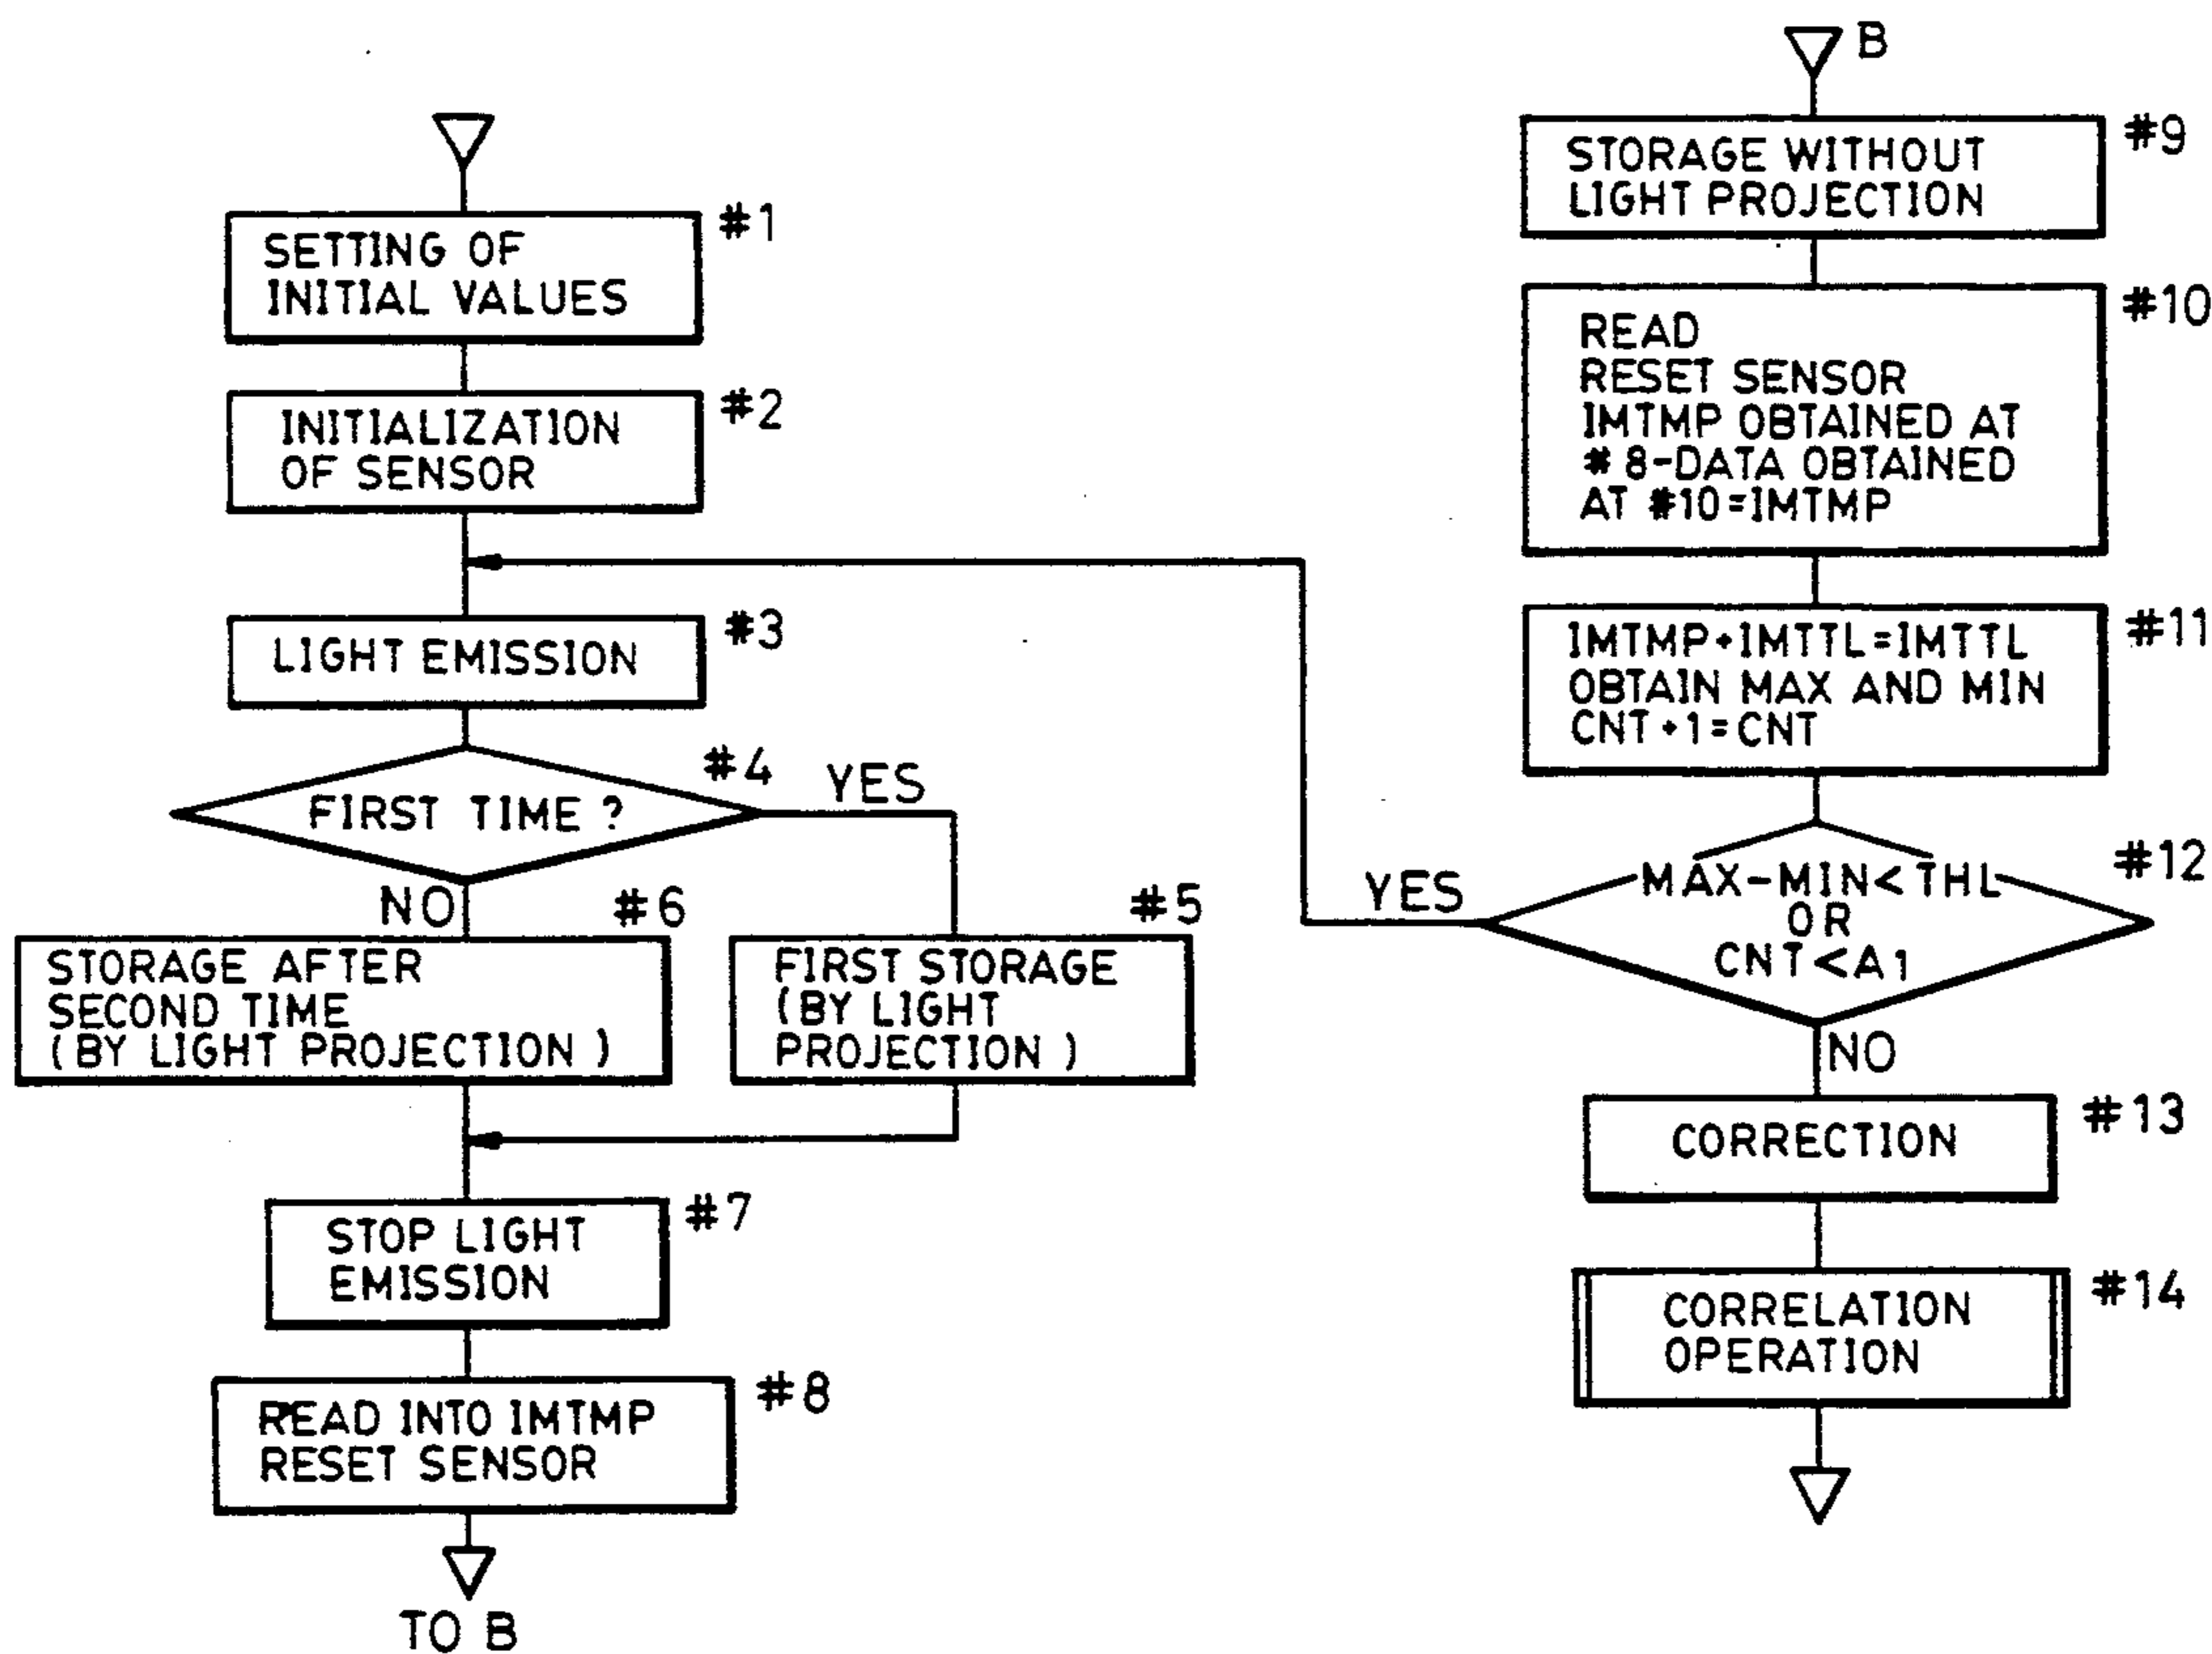 #1
SETTING OF
INITIAL VALUES
#2
INITIALIZATION
OF SENSOR
#3
LIGHT EMISSION
#4
FIRST TIME ?
YES
NO
#6
STORAGE AFTER
SECOND TIME
(BY LIGHT PROJECTION )
#5
FIRST STORAGE
(BY LIGHT
PROJECTION )
#7
STOP LIGHT
EMISSION
#8
READ INTO IMTMP
RESET SENSOR
TO B
B
#9
STORAGE WITHOUT
LIGHT PROJECTION
#10
READ
RESET SENSOR
IMTMP OBTAINED AT
# 8-DATA OBTAINED
AT #10=IMTMP
#11
IMTMP+IMTTL=IMTTL
OBTAIN MAX AND MIN
CNT+1=CNT
#12
MAX-MIN<THL
OR
CNT<A1
YES
NO
#13
CORRECTION
#14
CORRELATION
OPERATION